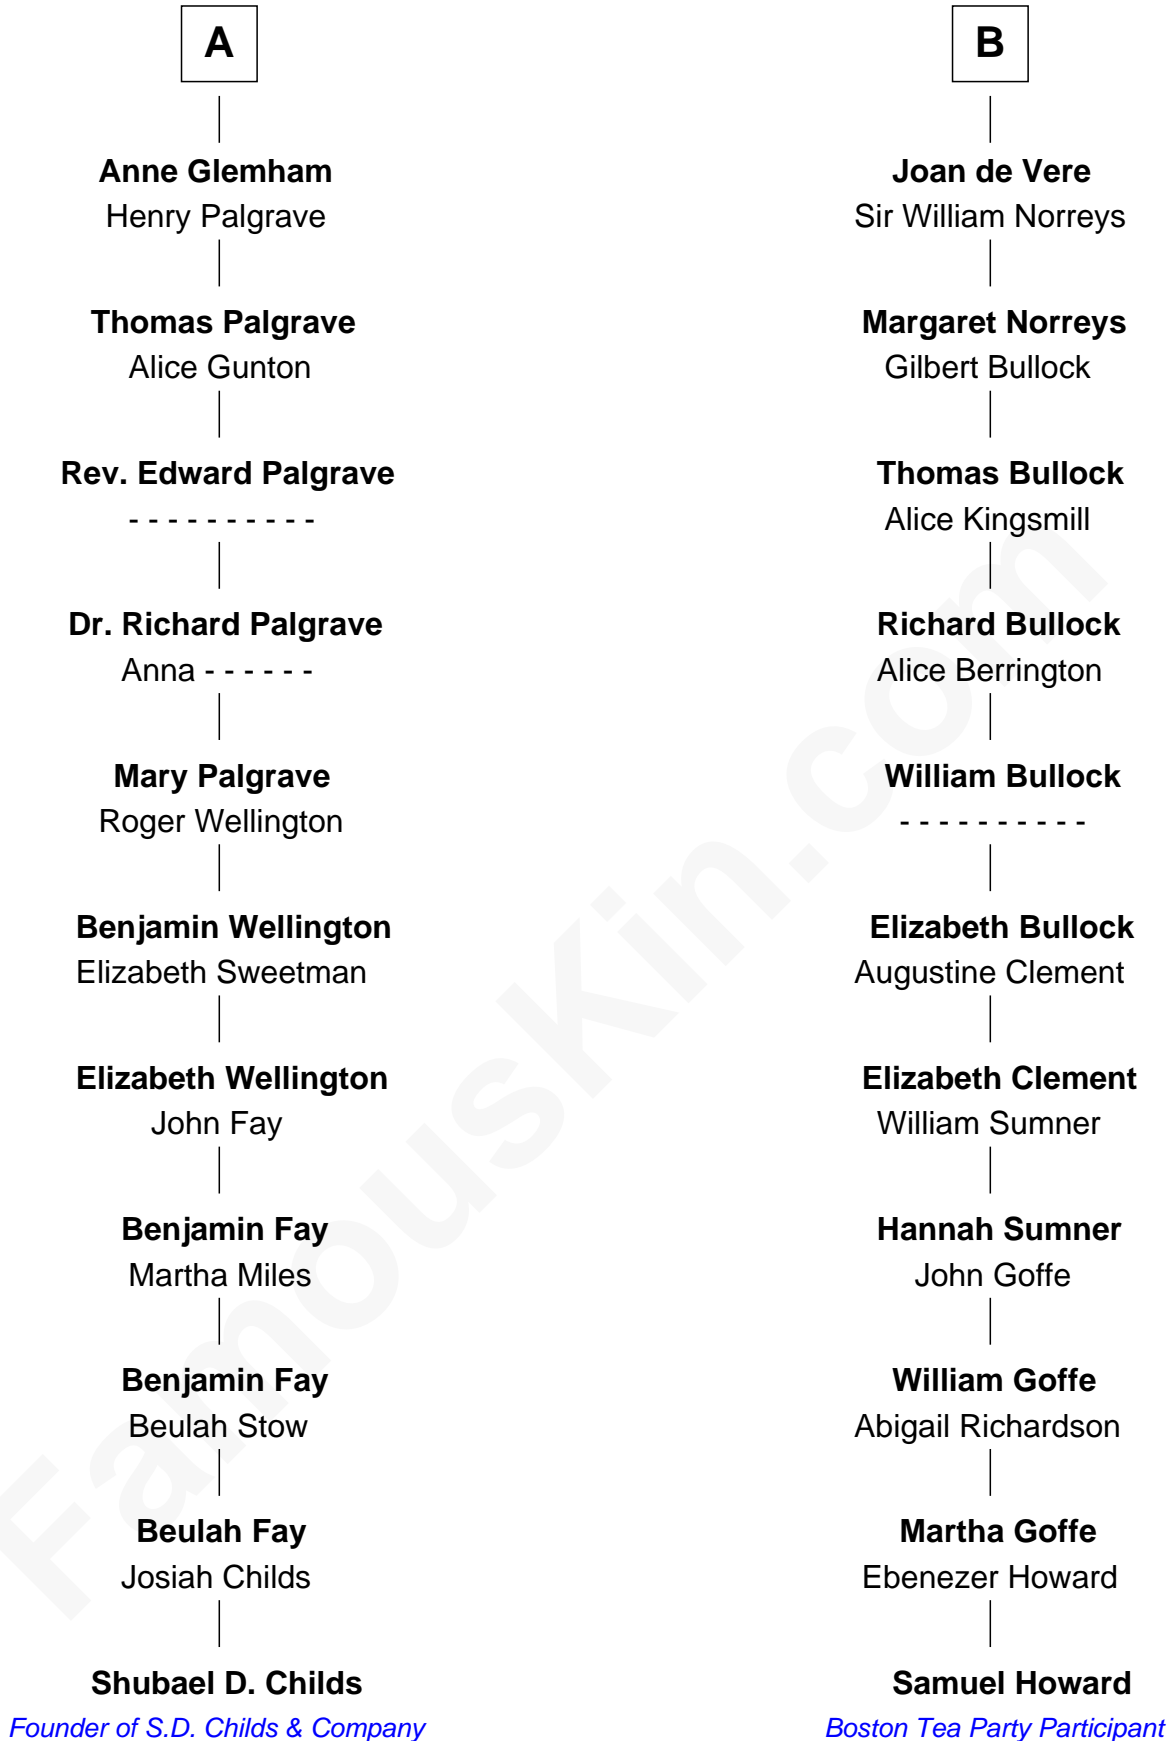 A
Anne Glemham
Henry Palgrave
Thomas Palgrave
Alice Gunton
Rev. Edward Palgrave
- - - - - - - - - -
Dr. Richard Palgrave
Anna - - - - - -
Mary Palgrave
Roger Wellington
Benjamin Wellington
Elizabeth Sweetman
Elizabeth Wellington
John Fay
Benjamin Fay
Martha Miles
Benjamin Fay
Beulah Stow
Beulah Fay
Josiah Childs
Shubael D. Childs
Founder of S.D. Childs & Company
B
Joan de Vere
Sir William Norreys
Margaret Norreys
Gilbert Bullock
Thomas Bullock
Alice Kingsmill
Richard Bullock
Alice Berrington
William Bullock
- - - - - - - - - -
Elizabeth Bullock
Augustine Clement
Elizabeth Clement
William Sumner
Hannah Sumner
John Goffe
William Goffe
Abigail Richardson
Martha Goffe
Ebenezer Howard
Samuel Howard
Boston Tea Party Participant
FamousKin.com